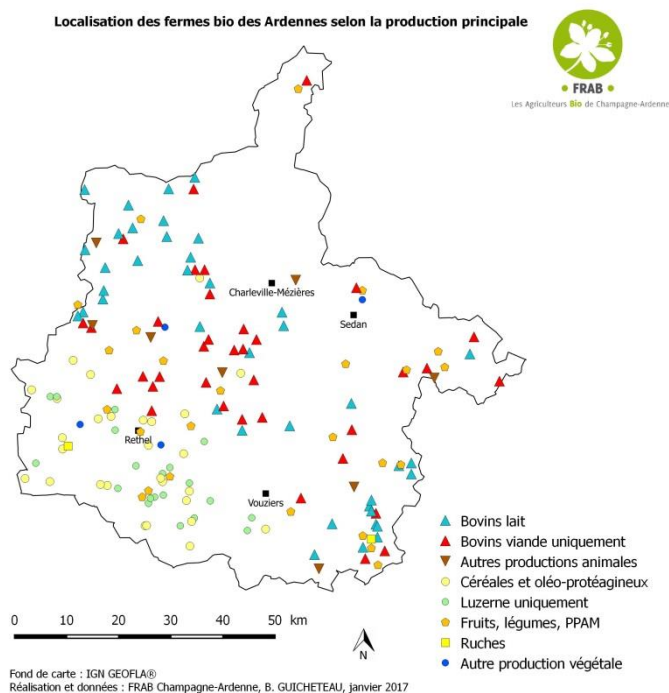 Localisation des fermes bio des Ardennes selon la production principale
• FRAB •
Les Agriculteurs Bio de Champagne-Ardenne
Charleville-Mézières
Sedan
Rethel
Vouziers
Bovins lait
Bovins viande uniquement
Autres productions animales
Céréales et oléo-protéagineux
Luzerne uniquement
Fruits, légumes, PPAM
Ruches
Autre production végétale
0 10 20 30 40 50 km
N
Fond de carte : IGN GEOFLA®
Réalisation et données : FRAB Champagne-Ardenne, B. GUICHETEAU, janvier 2017